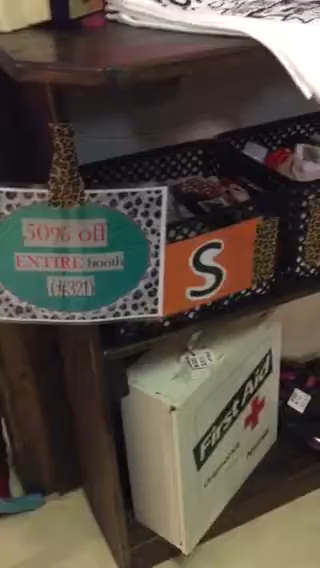 50% off
ENTIRE booth
(#321)
S
First Aid